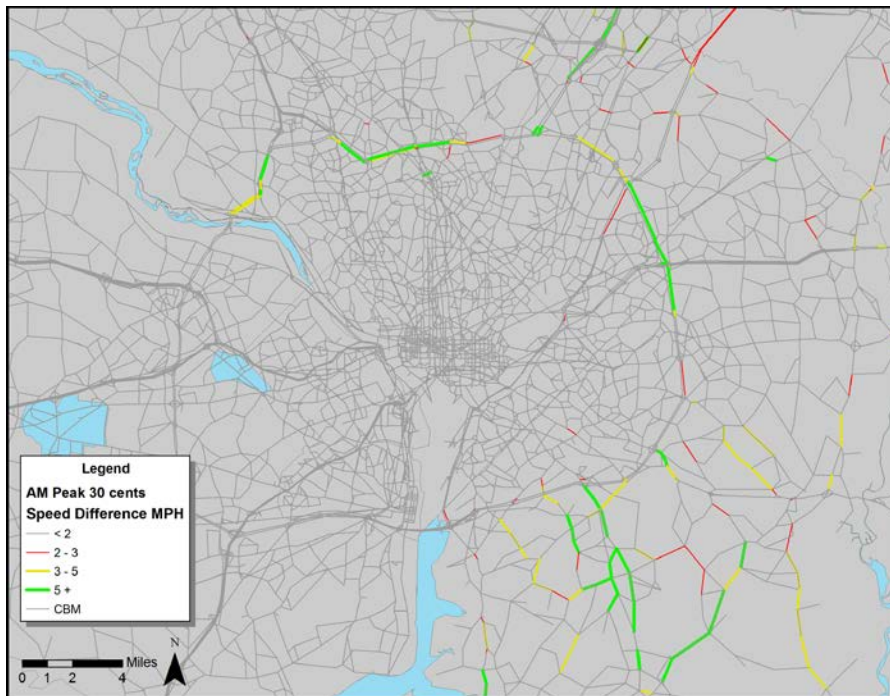 Legend
AM Peak 30 cents
Speed Difference MPH
< 2
2 - 3
3 - 5
5 +
CBM
N
Miles
0 1 2 4